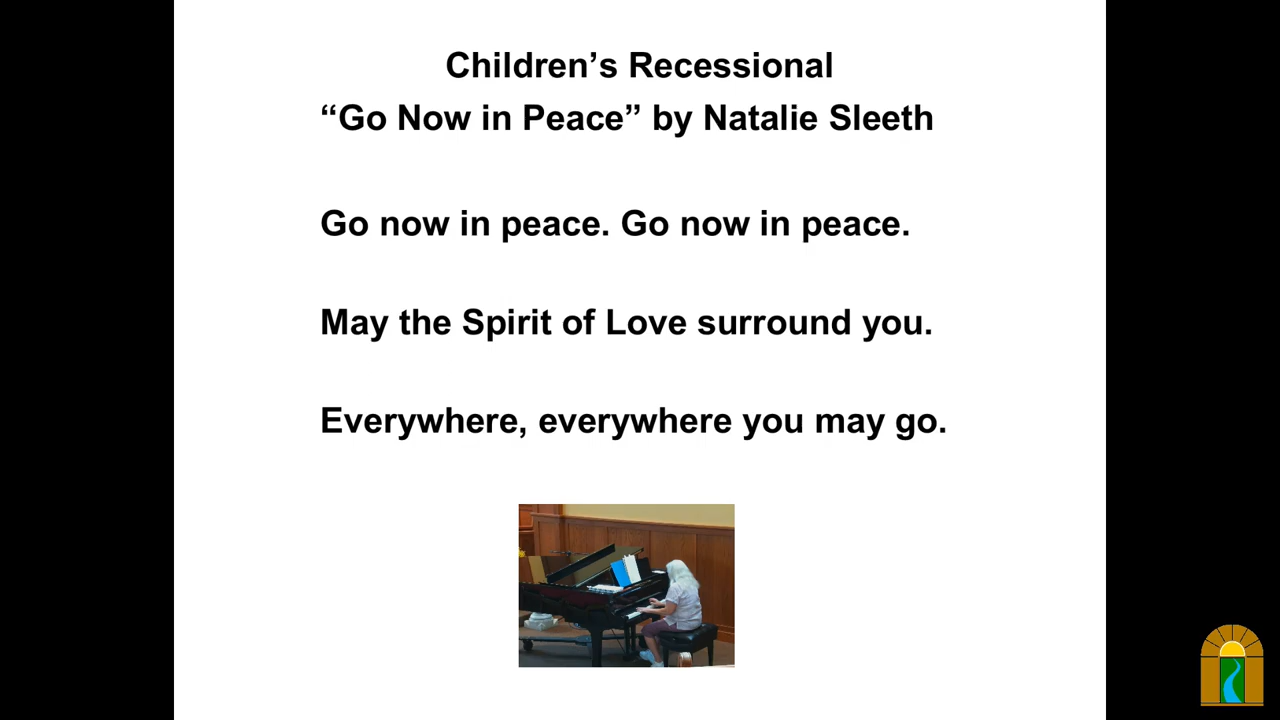 Children’s Recessional
“Go Now in Peace” by Natalie Sleeth
Go now in peace. Go now in peace.
May the Spirit of Love surround you.
Everywhere, everywhere you may go.